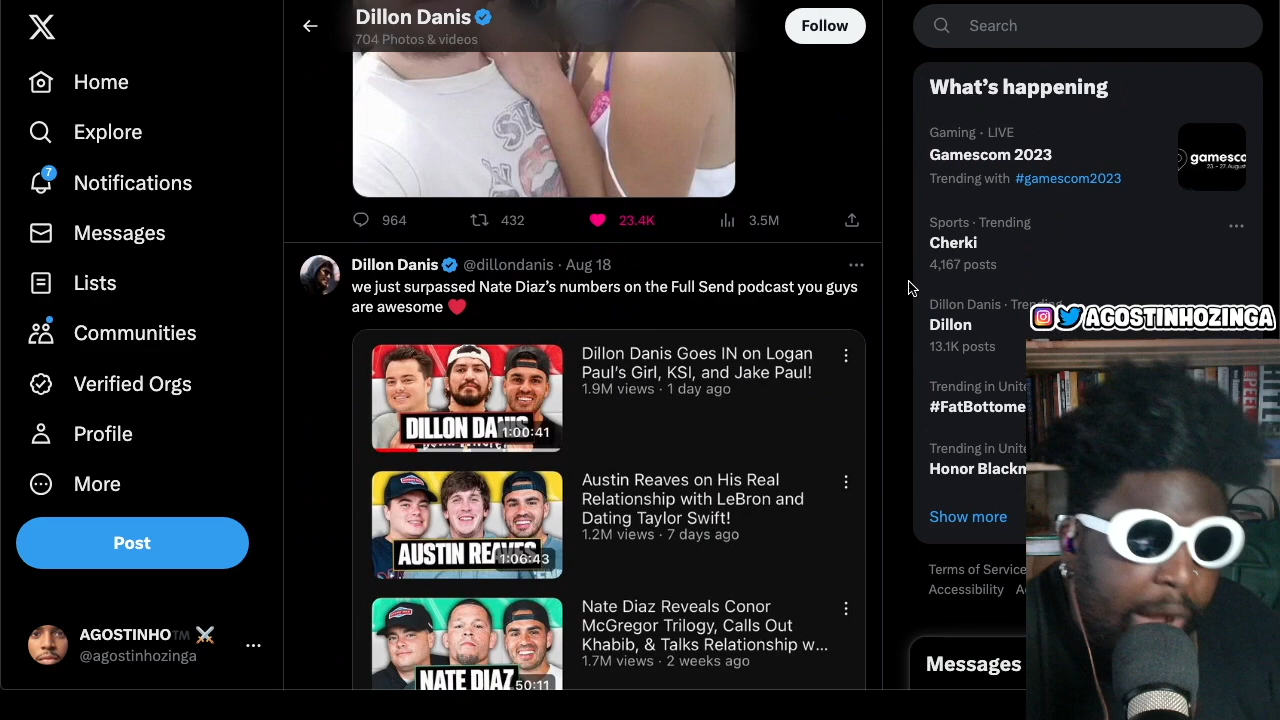 Home
Explore
7
Notifications
Messages
Lists
Communities
Verified Orgs
Profile
More
Post
AGOSTINHO™ ⚔️
@agostinhozinga
Dillon Danis
704 Photos & videos
Follow
964
432
23.4K
3.5M
Dillon Danis @dillondanis · Aug 18
we just surpassed Nate Diaz’s numbers on the Full Send podcast you guys
are awesome ❤️
DILLON DANIS
1:00:41
Dillon Danis Goes IN on Logan
Paul’s Girl, KSI, and Jake Paul!
1.9M views · 1 day ago
AUSTIN REAVES
1:06:43
Austin Reaves on His Real
Relationship with LeBron and
Dating Taylor Swift!
1.2M views · 7 days ago
NATE DIAZ
50:11
Nate Diaz Reveals Conor
McGregor Trilogy, Calls Out
Khabib, & Talks Relationship w...
1.7M views · 2 weeks ago
Search
What’s happening
Gaming · LIVE
Gamescom 2023
Trending with #gamescom2023
gamesco
Sports · Trending
Cherki
4,167 posts
Dillon Danis · Trending
Dillon
13.1K posts
AGOSTINHOZINGA
Trending in Unite
#FatBottome
Trending in Unite
Honor Blackm
Show more
Terms of Service
Accessibility
Messages